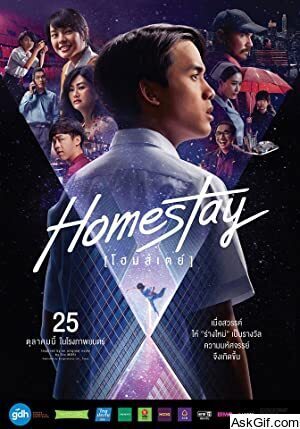 Homestay
[โฮมสเตย์]
25
ตุลาคมนี้ ในโรงภาพยนตร์
เมื่อสวรรค์
ให้ "ร่างใหม่" เป็นรางวัล
ความมหัศจรรย์
จึงเกิดขึ้น
gdh
AskGif.com